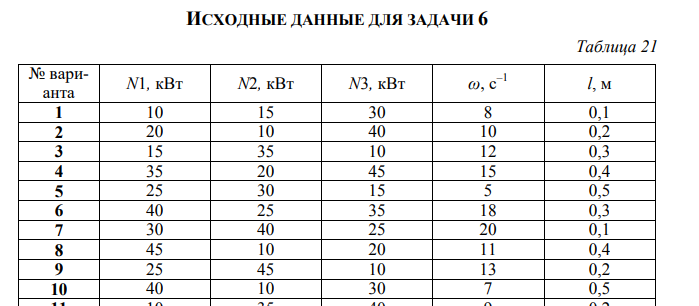 ИСХОДНЫЕ ДАННЫЕ ДЛЯ ЗАДАЧИ 6
Таблица 21
№ вари-
анта N1, кВт N2, кВт N3, кВт ω, с–1 l, м
1 10 15 30 8 0,1
2 20 10 40 10 0,2
3 15 35 10 12 0,3
4 35 20 45 15 0,4
5 25 30 15 5 0,5
6 40 25 35 18 0,3
7 30 40 25 20 0,1
8 45 10 20 11 0,4
9 25 45 10 13 0,2
10 40 10 30 7 0,5